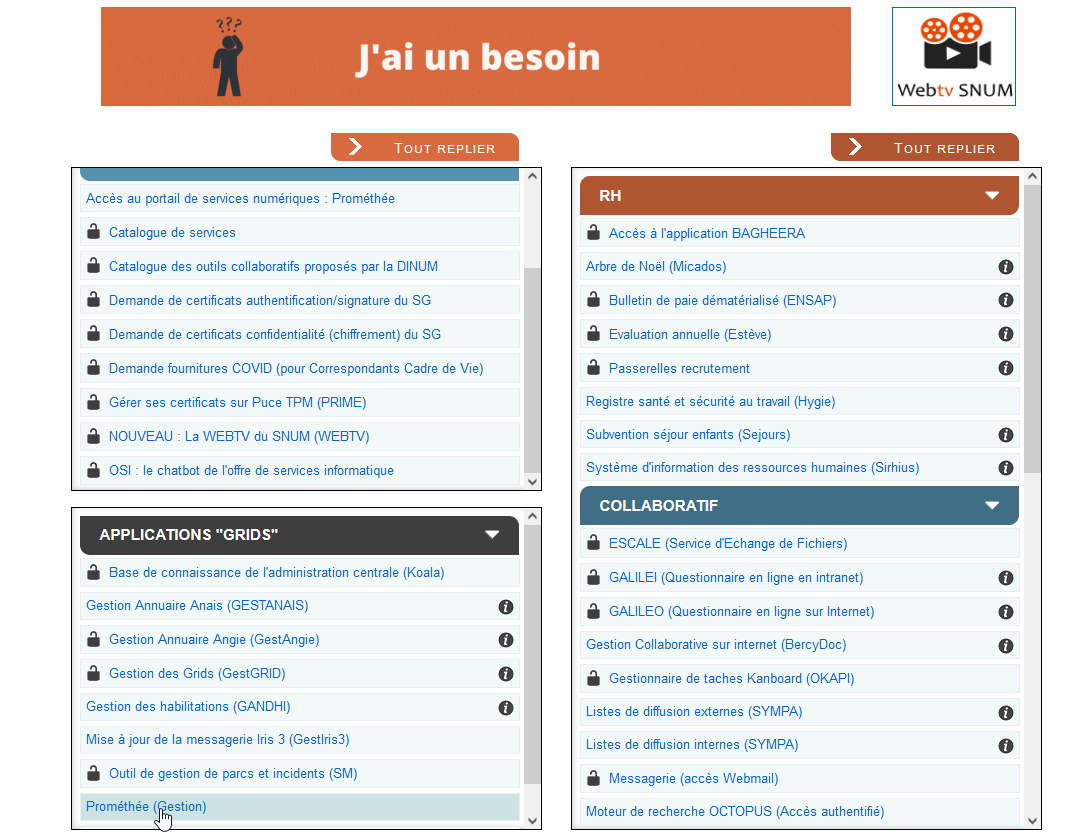 ???
J'ai un besoin
Webtv SNUM
TOUT REPLIER
Accès au portail de services numériques : Prométhée
Catalogue de services
Catalogue des outils collaboratifs proposés par la DINUM
Demande de certificats authentification/signature du SG
Demande de certificats confidentialité (chiffrement) du SG
Demande fournitures COVID (pour Correspondants Cadre de Vie)
Gérer ses certificats sur Puce TPM (PRIME)
NOUVEAU : La WEBTV du SNUM (WEBTV)
OSI : le chatbot de l'offre de services informatique
APPLICATIONS "GRIDS"
Base de connaissance de l'administration centrale (Koala)
Gestion Annuaire Anais (GESTANAIS)
Gestion Annuaire Angie (GestAngie)
Gestion des Grids (GestGRID)
Gestion des habilitations (GANDHI)
Mise à jour de la messagerie Iris 3 (GestIris3)
Outil de gestion de parcs et incidents (SM)
Prométhée (Gestion)
TOUT REPLIER
RH
Accès à l'application BAGHEERA
Arbre de Noël (Micados)
Bulletin de paie dématérialisé (ENSAP)
Evaluation annuelle (Estève)
Passerelles recrutement
Registre santé et sécurité au travail (Hygie)
Subvention séjour enfants (Sejours)
Système d'information des ressources humaines (Sirhius)
COLLABORATIF
ESCALE (Service d'Echange de Fichiers)
GALILEI (Questionnaire en ligne en intranet)
GALILEO (Questionnaire en ligne sur Internet)
Gestion Collaborative sur internet (BercyDoc)
Gestionnaire de taches Kanboard (OKAPI)
Listes de diffusion externes (SYMPA)
Listes de diffusion internes (SYMPA)
Messagerie (accès Webmail)
Moteur de recherche OCTOPUS (Accès authentifié)